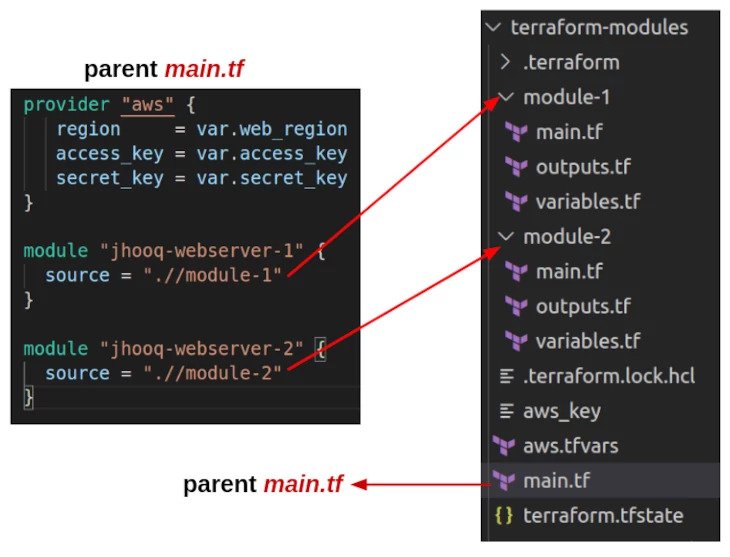 parent main.tf
provider "aws" {
region     = var.web_region
access_key = var.access_key
secret_key = var.secret_key
}
module "jhooq-webserver-1" {
source = ".//module-1"
}
module "jhooq-webserver-2" {
source = ".//module-2"
}
parent main.tf
terraform-modules
.terraform
module-1
main.tf
outputs.tf
variables.tf
module-2
main.tf
outputs.tf
variables.tf
.terraform.lock.hcl
aws_key
aws.tfvars
main.tf
{} terraform.tfstate